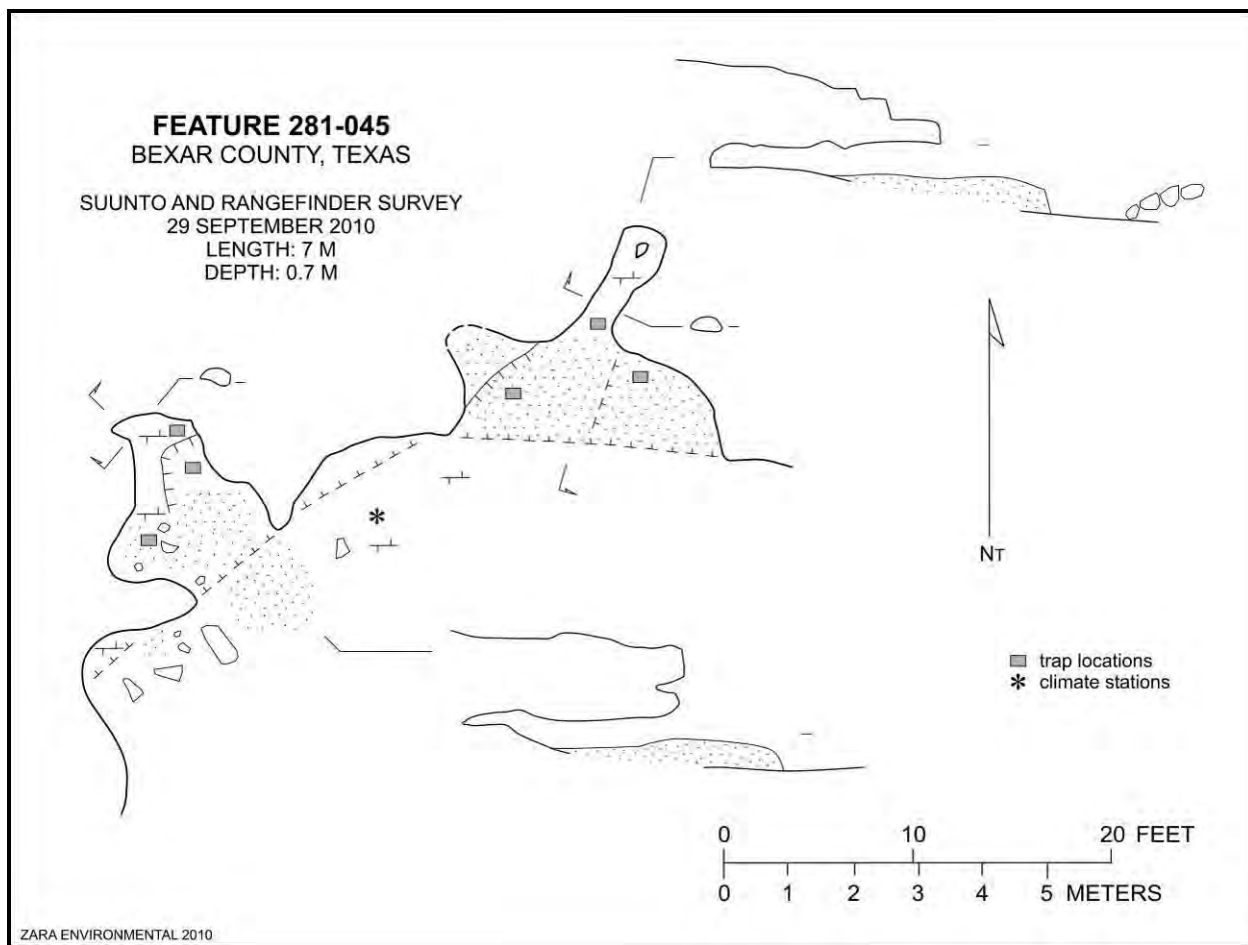 FEATURE 281-045
BEXAR COUNTY, TEXAS
SUUNTO AND RANGEFINDER SURVEY
29 SEPTEMBER 2010
LENGTH: 7 M
DEPTH: 0.7 M
NT
trap locations
climate stations
0 10 20 FEET
0 1 2 3 4 5 METERS
ZARA ENVIRONMENTAL 2010